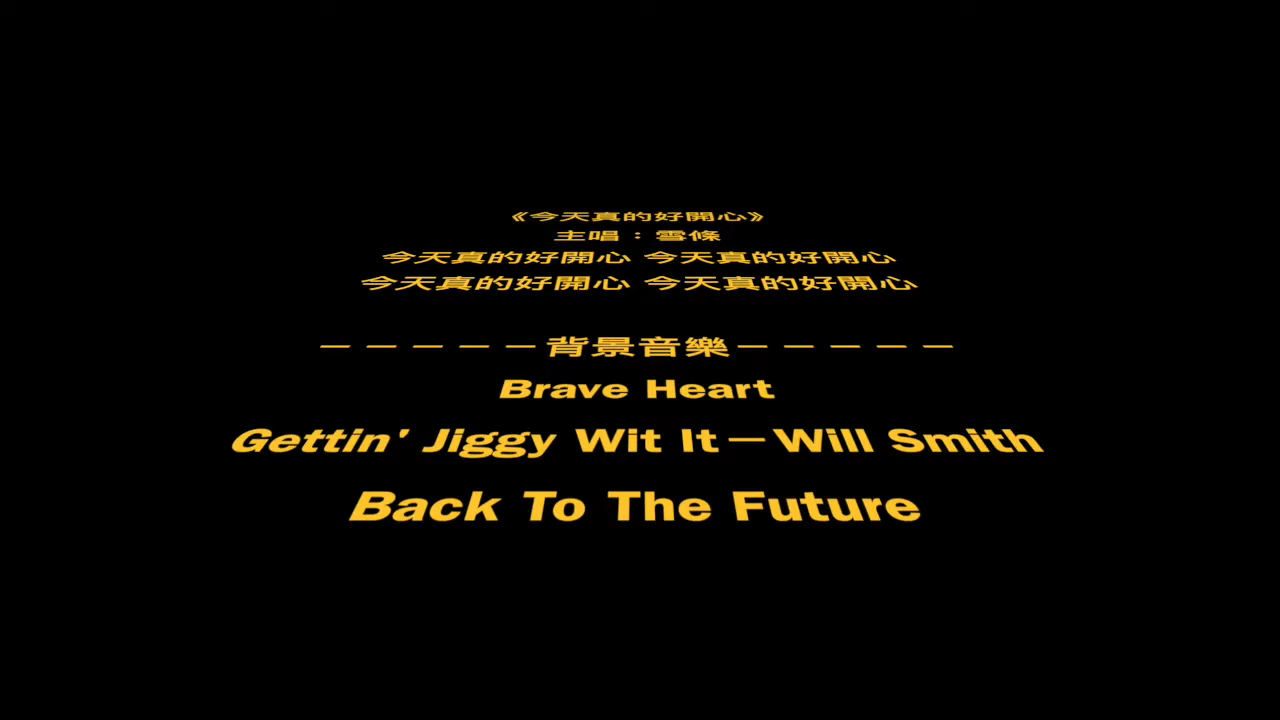 《今天真的好開心》
主唱：雪條
今天真的好開心 今天真的好開心
今天真的好開心 今天真的好開心
－－－－－背景音樂－－－－－
Brave Heart
Gettin' Jiggy Wit It－Will Smith
Back To The Future